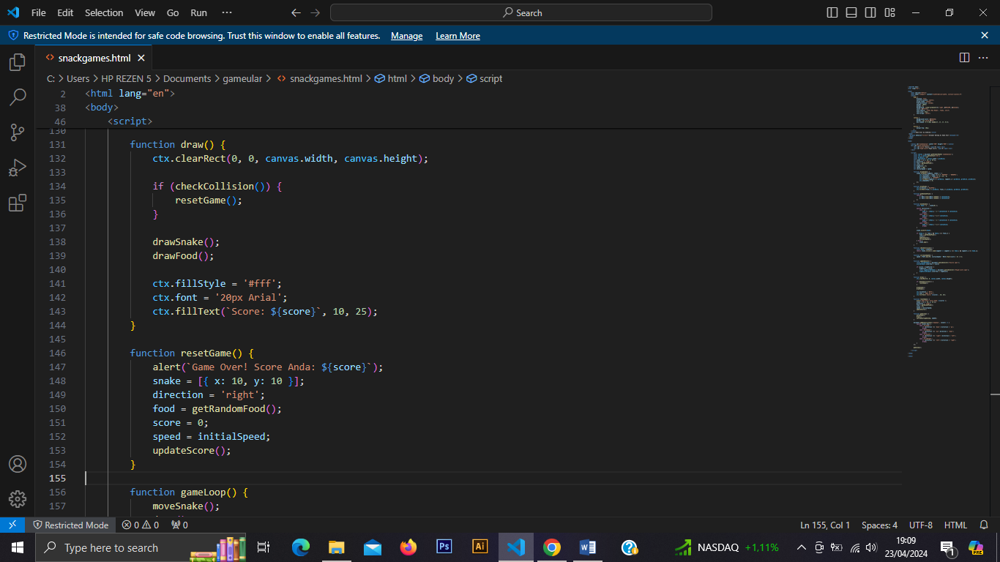 File Edit Selection View Go Run ··· Search
Restricted Mode is intended for safe code browsing. Trust this window to enable all features. Manage Learn More
snackgames.html
C: > Users > HP REZEN 5 > Documents > gameular > snackgames.html > html > body > script
2 <html lang="en">
38 <body>
46 <script>
130
131 function draw() {
132 ctx.clearRect(0, 0, canvas.width, canvas.height);
133
134 if (checkCollision()) {
135 resetGame();
136 }
137
138 drawSnake();
139 drawFood();
140
141 ctx.fillStyle = '#fff';
142 ctx.font = '20px Arial';
143 ctx.fillText(`Score: ${score}`, 10, 25);
144 }
145
146 function resetGame() {
147 alert(`Game Over! Score Anda: ${score}`);
148 snake = [{ x: 10, y: 10 }];
149 direction = 'right';
150 food = getRandomFood();
151 score = 0;
152 speed = initialSpeed;
153 updateScore();
154 }
155
156 function gameLoop() {
157 moveSnake();
Restricted Mode 0 0 0 Ln 155, Col 1 Spaces: 4 UTF-8 HTML
Type here to search Ps Ai NASDAQ +1,11% 19:09
23/04/2024 1 PRE